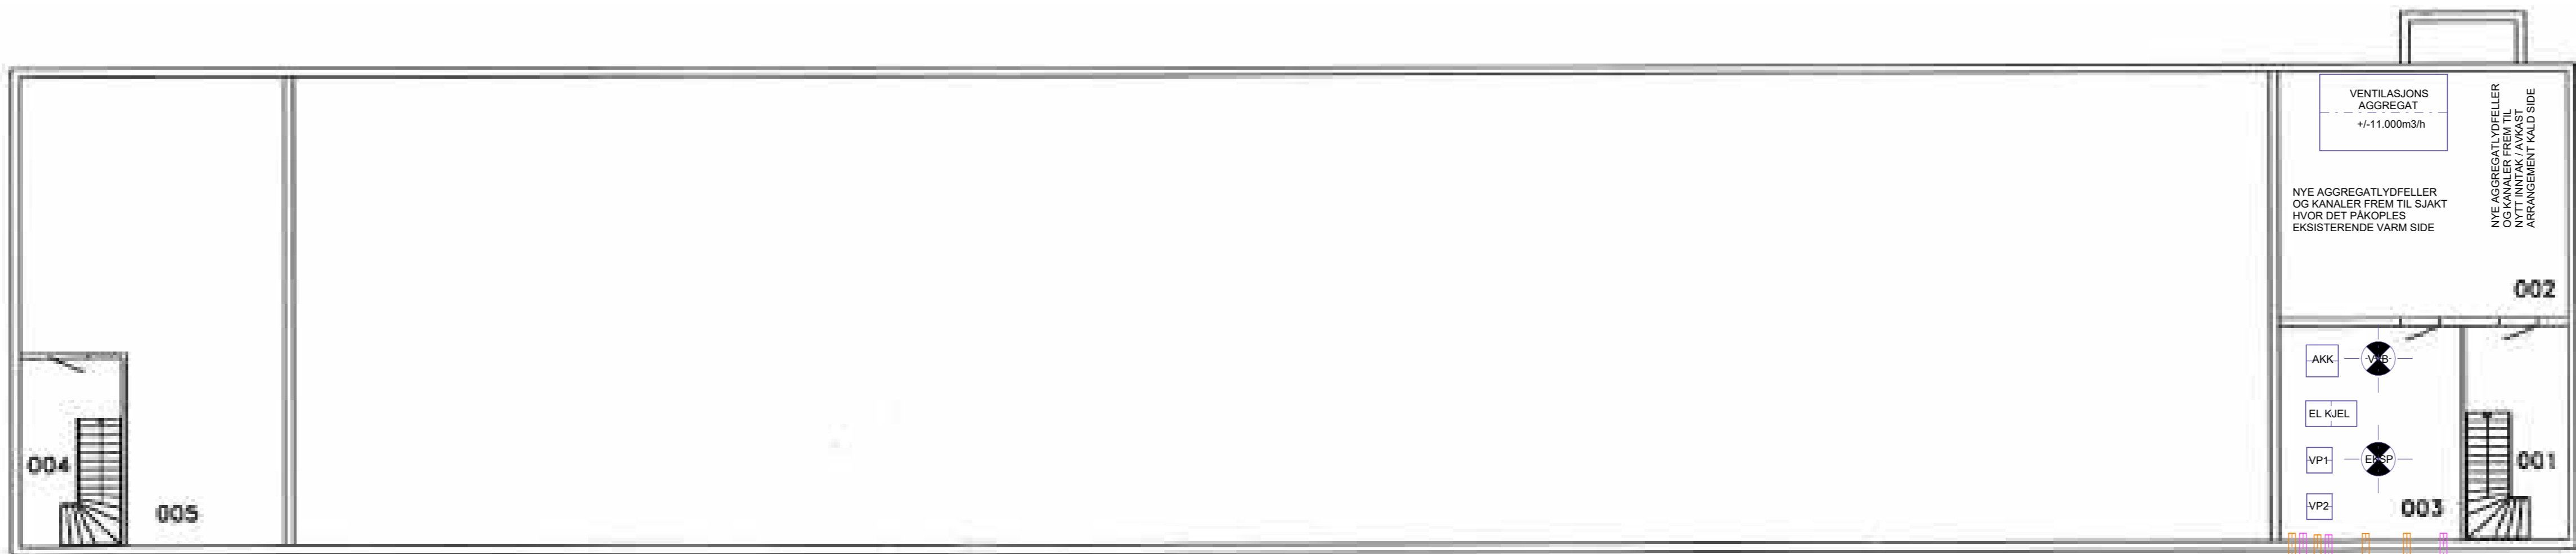 VENTILASJONS
AGGREGAT
+/-11.000m3/h
NYE AGGREGATLYDFELLER
OG KANALER FREM TIL
NYTT INNTAK / AVKAST
ARRANGEMENT KALD SIDE
NYE AGGREGATLYDFELLER
OG KANALER FREM TIL SJAKT
HVOR DET PÅKOPLES
EKSISTERENDE VARM SIDE
002
AKK
EL KJEL
VP1
EKSP
VP2
003
001
004
005